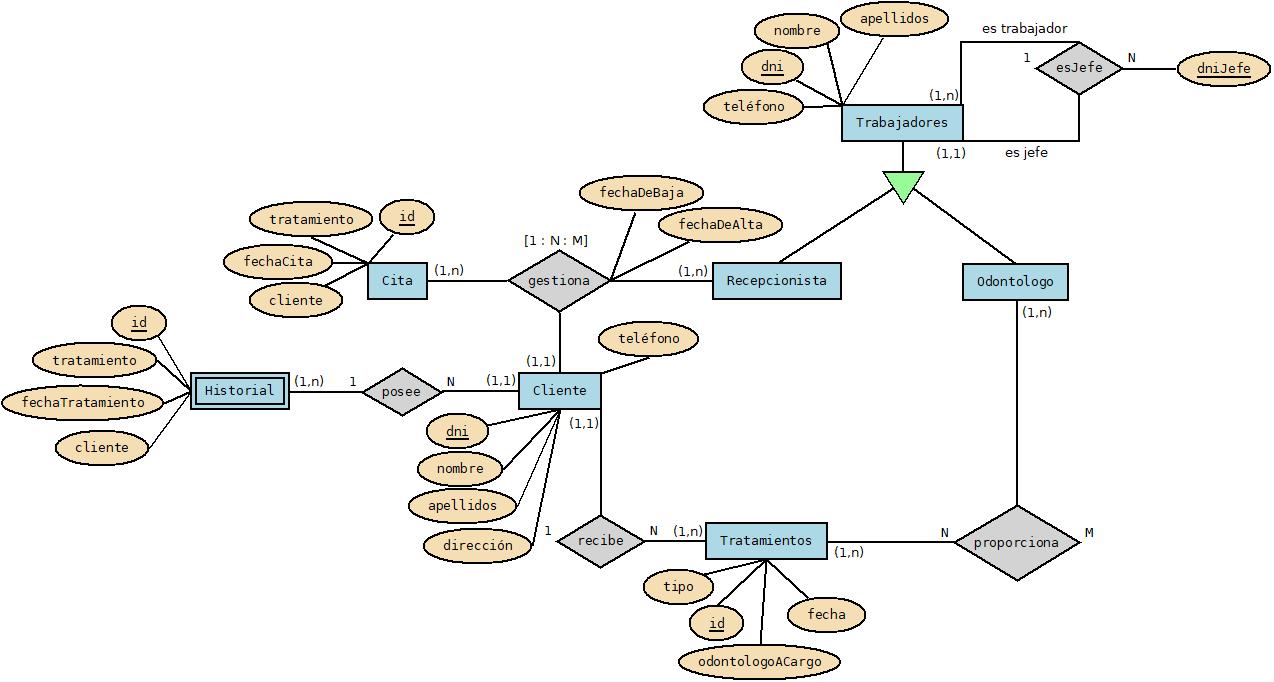 apellidos
nombre
es trabajador
1
esJefe
N
dniJefe
dni
teléfono
(1,n)
Trabajadores
(1,1)
es jefe
fechaDeBaja
fechaDeAlta
tratamiento
id
[1 : N : M]
fechaCita
Cita
(1,n)
gestiona
(1,n)
Recepcionista
Odontologo
cliente
(1,n)
id
teléfono
tratamiento
(1,1)
Historial
(1,n)
1
posee
N
(1,1)
Cliente
fechaTratamiento
cliente
(1,1)
dni
nombre
apellidos
dirección
1
recibe
N
(1,n)
Tratamientos
(1,n)
N
proporciona
M
tipo
id
fecha
odontologoACargo